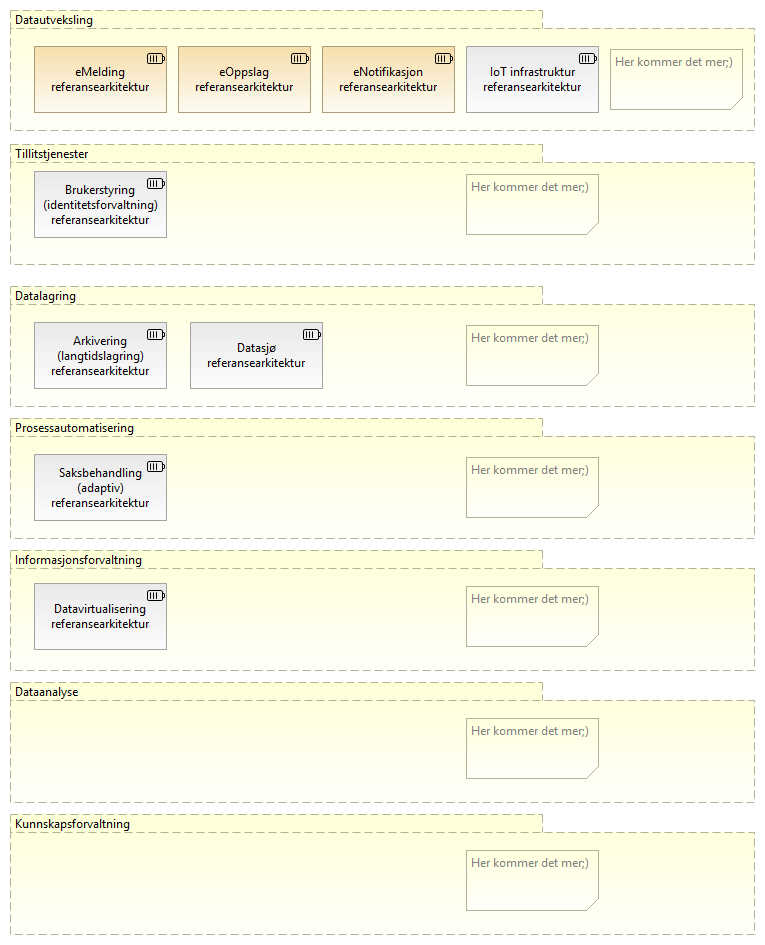 Datautveksling
eMelding
referansearkitektur
eOppslag
referansearkitektur
eNotifikasjon
referansearkitektur
IoT infrastruktur
referansearkitektur
Her kommer det mer;)
Tillitstjenester
Brukerstyring
(identitetsforvaltning)
referansearkitektur
Her kommer det mer;)
Datalagring
Arkivering
(langtidslagring)
referansearkitektur
Datasjø
referansearkitektur
Her kommer det mer;)
Prosessautomatisering
Saksbehandling
(adaptiv)
referansearkitektur
Her kommer det mer;)
Informasjonsforvaltning
Datavirtualisering
referansearkitektur
Her kommer det mer;)
Dataanalyse
Her kommer det mer;)
Kunnskapsforvaltning
Her kommer det mer;)